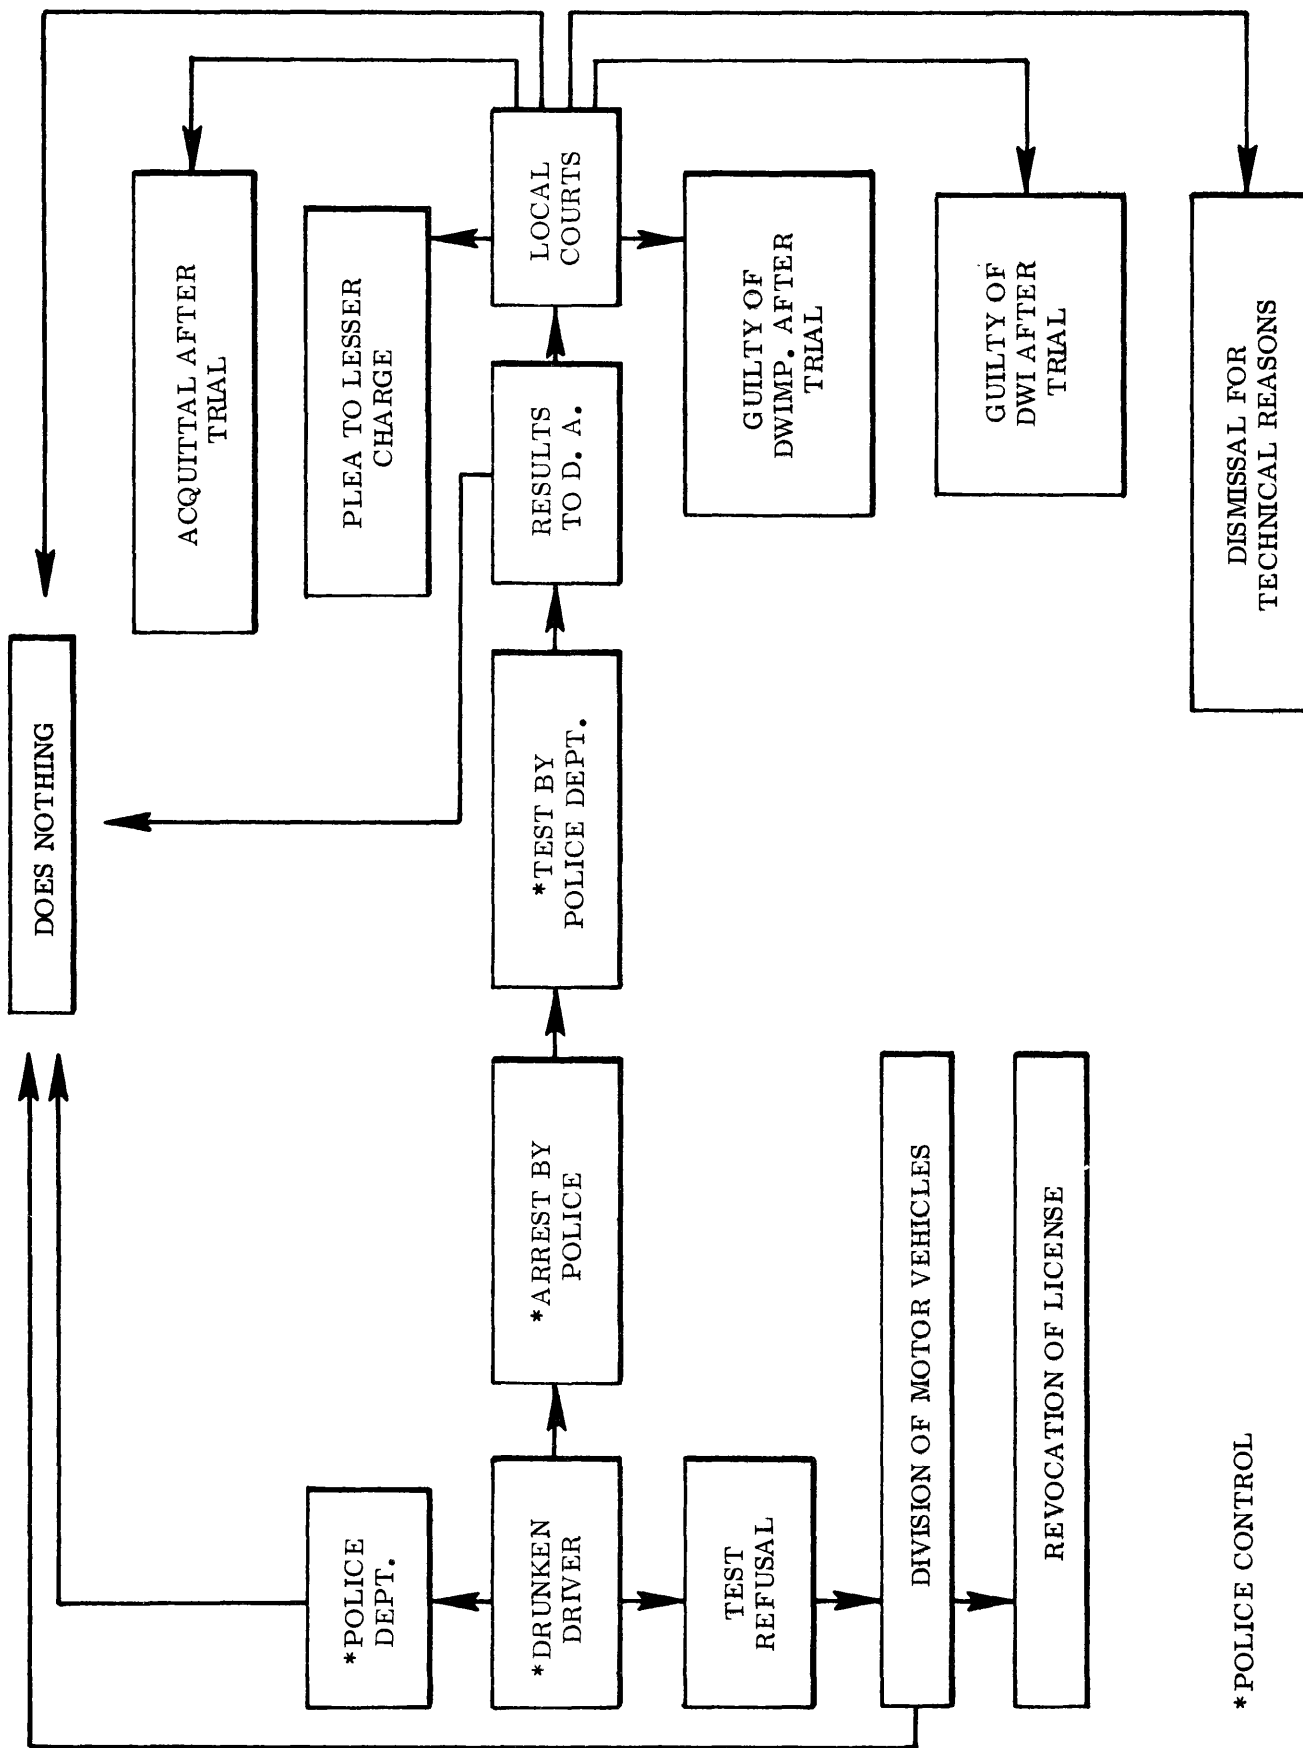 DOES NOTHING
ACQUITTAL AFTER
TRIAL
*POLICE
DEPT.
PLEA TO LESSER
CHARGE
*DRUNKEN
DRIVER
*ARREST BY
POLICE
*TEST BY
POLICE DEPT.
RESULTS
TO D. A.
LOCAL
COURTS
TEST
REFUSAL
GUILTY OF
DWIMP. AFTER
TRIAL
DIVISION OF MOTOR VEHICLES
GUILTY OF
DWI AFTER
TRIAL
REVOCATION OF LICENSE
DISMISSAL FOR
TECHNICAL REASONS
*POLICE CONTROL